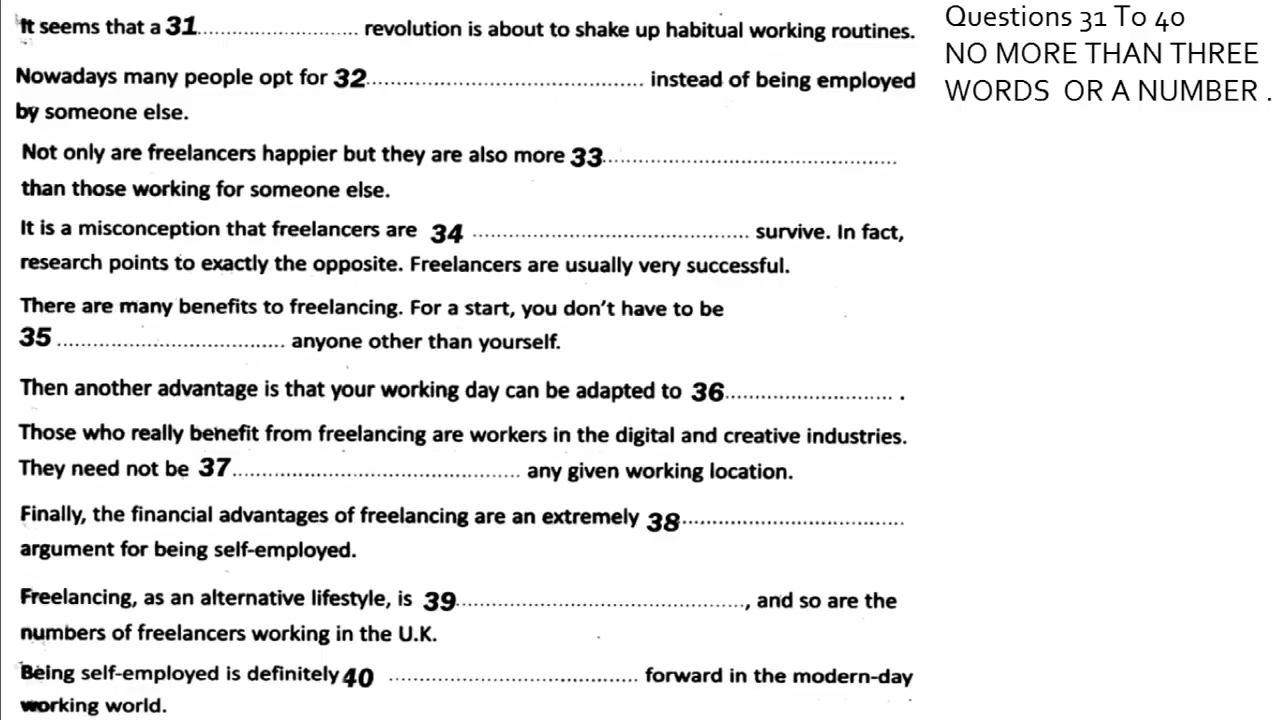 It seems that a 31.............................. revolution is about to shake up habitual working routines.
Nowadays many people opt for 32................................................... instead of being employed
by someone else.
Not only are freelancers happier but they are also more 33.....................................................
than those working for someone else.
It is a misconception that freelancers are 34 .................................................. survive. In fact,
research points to exactly the opposite. Freelancers are usually very successful.
There are many benefits to freelancing. For a start, you don't have to be
35 ......................................... anyone other than yourself.
Then another advantage is that your working day can be adapted to 36.............................. .
Those who really benefit from freelancing are workers in the digital and creative industries.
They need not be 37.................................................... any given working location.
Finally, the financial advantages of freelancing are an extremely 38........................................
argument for being self-employed.
Freelancing, as an alternative lifestyle, is 39...................................................., and so are the
numbers of freelancers working in the U.K.
Being self-employed is definitely 40 ............................................. forward in the modern-day
working world.
Questions 31 To 40
NO MORE THAN THREE
WORDS OR A NUMBER .